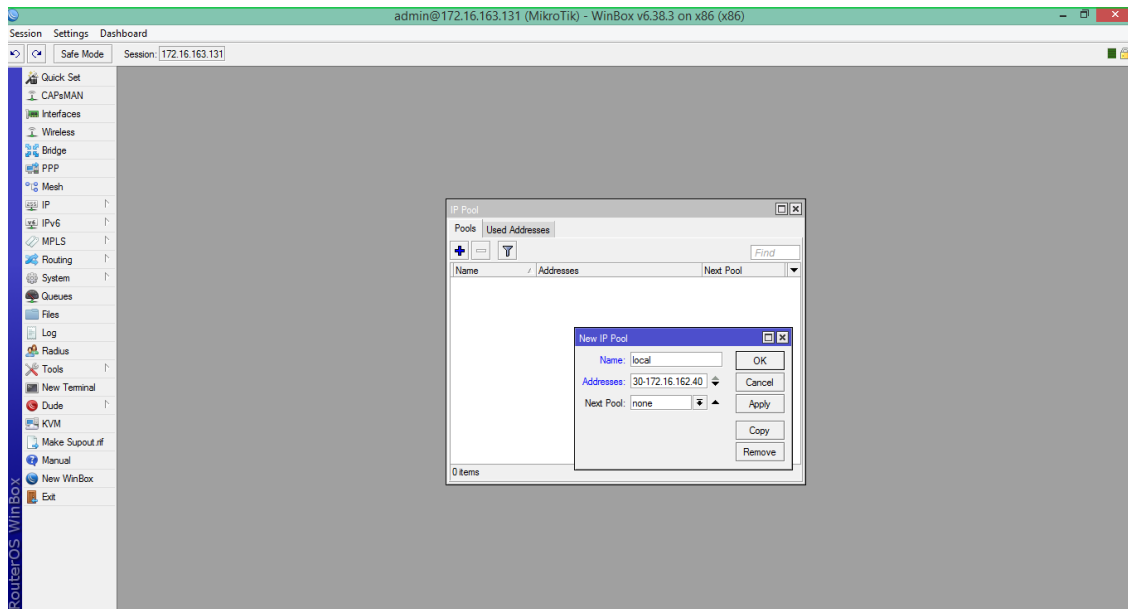 admin@172.16.163.131 (MikroTik) - WinBox v6.38.3 on x86 (x86)
Session Settings Dashboard
Safe Mode Session: 172.16.163.131
Quick Set
CAPsMAN
Interfaces
Wireless
Bridge
PPP
Mesh
IP
IPv6
MPLS
Routing
System
Queues
Files
Log
Radius
Tools
New Terminal
Dude
KVM
Make Supout.rif
Manual
New WinBox
Exit
RouterOS WinBox
IP Pool
Pools Used Addresses
Find
Name Addresses Next Pool
0 items
New IP Pool
Name: local OK
Addresses: 30-172.16.162.40 Cancel
Next Pool: none Apply
Copy
Remove